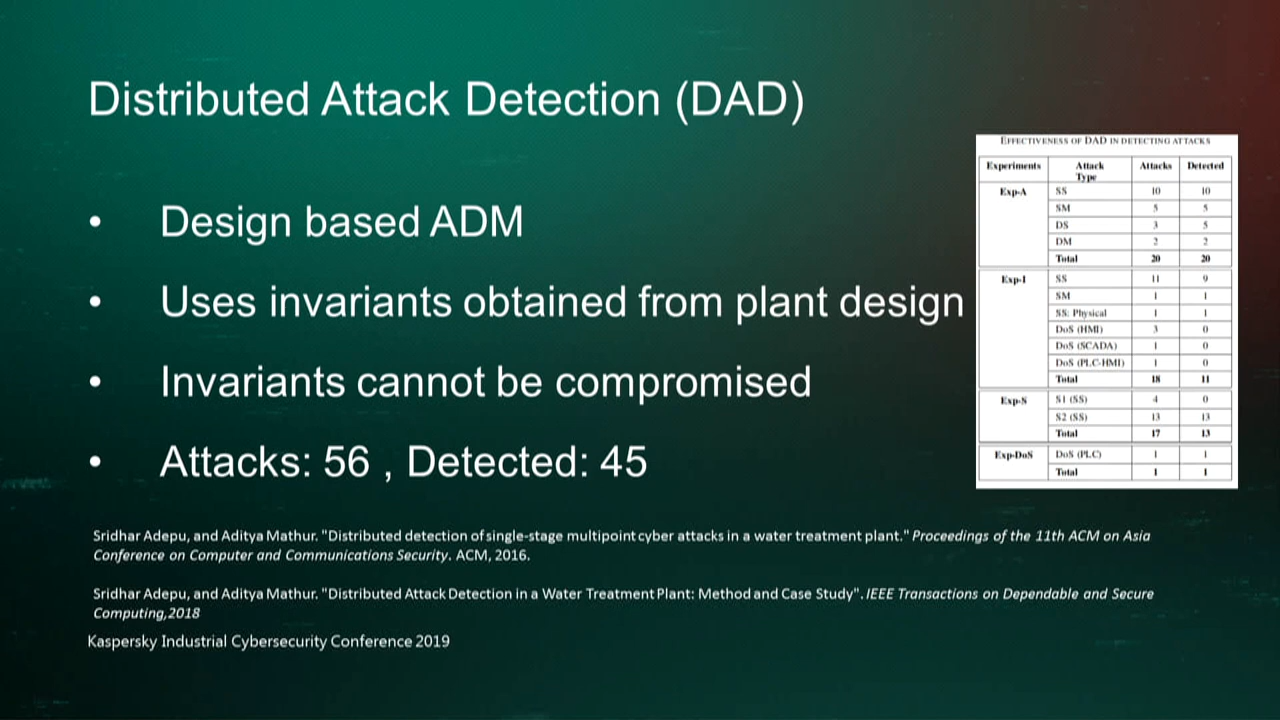 Distributed Attack Detection (DAD)
• Design based ADM
• Uses invariants obtained from plant design
• Invariants cannot be compromised
• Attacks: 56 , Detected: 45
EFFECTIVENESS OF DAD IN DETECTING ATTACKS
Experiments Attack Type Attacks Detected
Exp-A SS 10 10
SM 5 5
DS 3 5
DM 2 2
Total 20 20
Exp-I SS 11 9
SM 1 1
SS: Physical 1 1
DoS (HMI) 3 0
DoS (SCADA) 1 0
DoS (PLC-HMI) 1 0
Total 18 11
Exp-S S1 (SS) 4 0
S2 (SS) 13 13
Total 17 13
Exp-DoS DoS (PLC) 1 1
Total 1 1
Sridhar Adepu, and Aditya Mathur. "Distributed detection of single-stage multipoint cyber attacks in a water treatment plant." Proceedings of the 11th ACM on Asia
Conference on Computer and Communications Security. ACM, 2016.
Sridhar Adepu, and Aditya Mathur. "Distributed Attack Detection in a Water Treatment Plant: Method and Case Study". IEEE Transactions on Dependable and Secure
Computing,2018
Kaspersky Industrial Cybersecurity Conference 2019